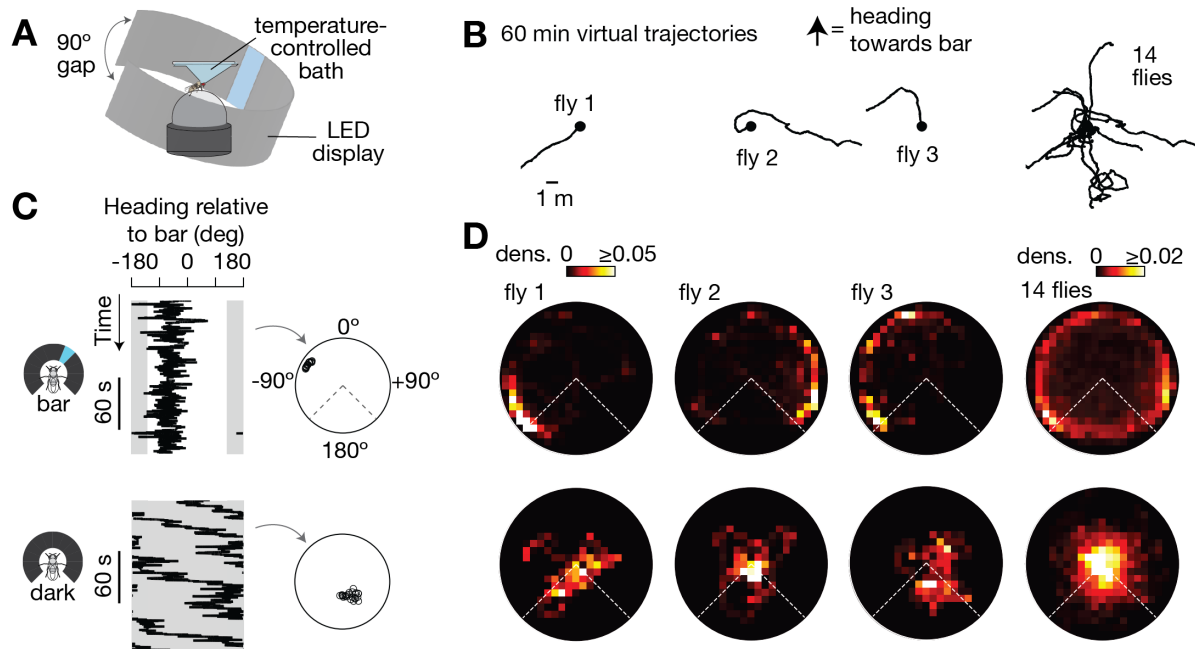 A
90º
gap
temperature-
controlled
bath
LED
display
B
60 min virtual trajectories
= heading
towards bar
fly 1
1 m
fly 2
fly 3
14
flies
C
Heading relative
to bar (deg)
-180 0 180
Time
60 s
bar
0º
-90º
+90º
180º
60 s
dark
D
dens. 0 ≥0.05
dens. 0 ≥0.02
fly 1
fly 2
fly 3
14 flies